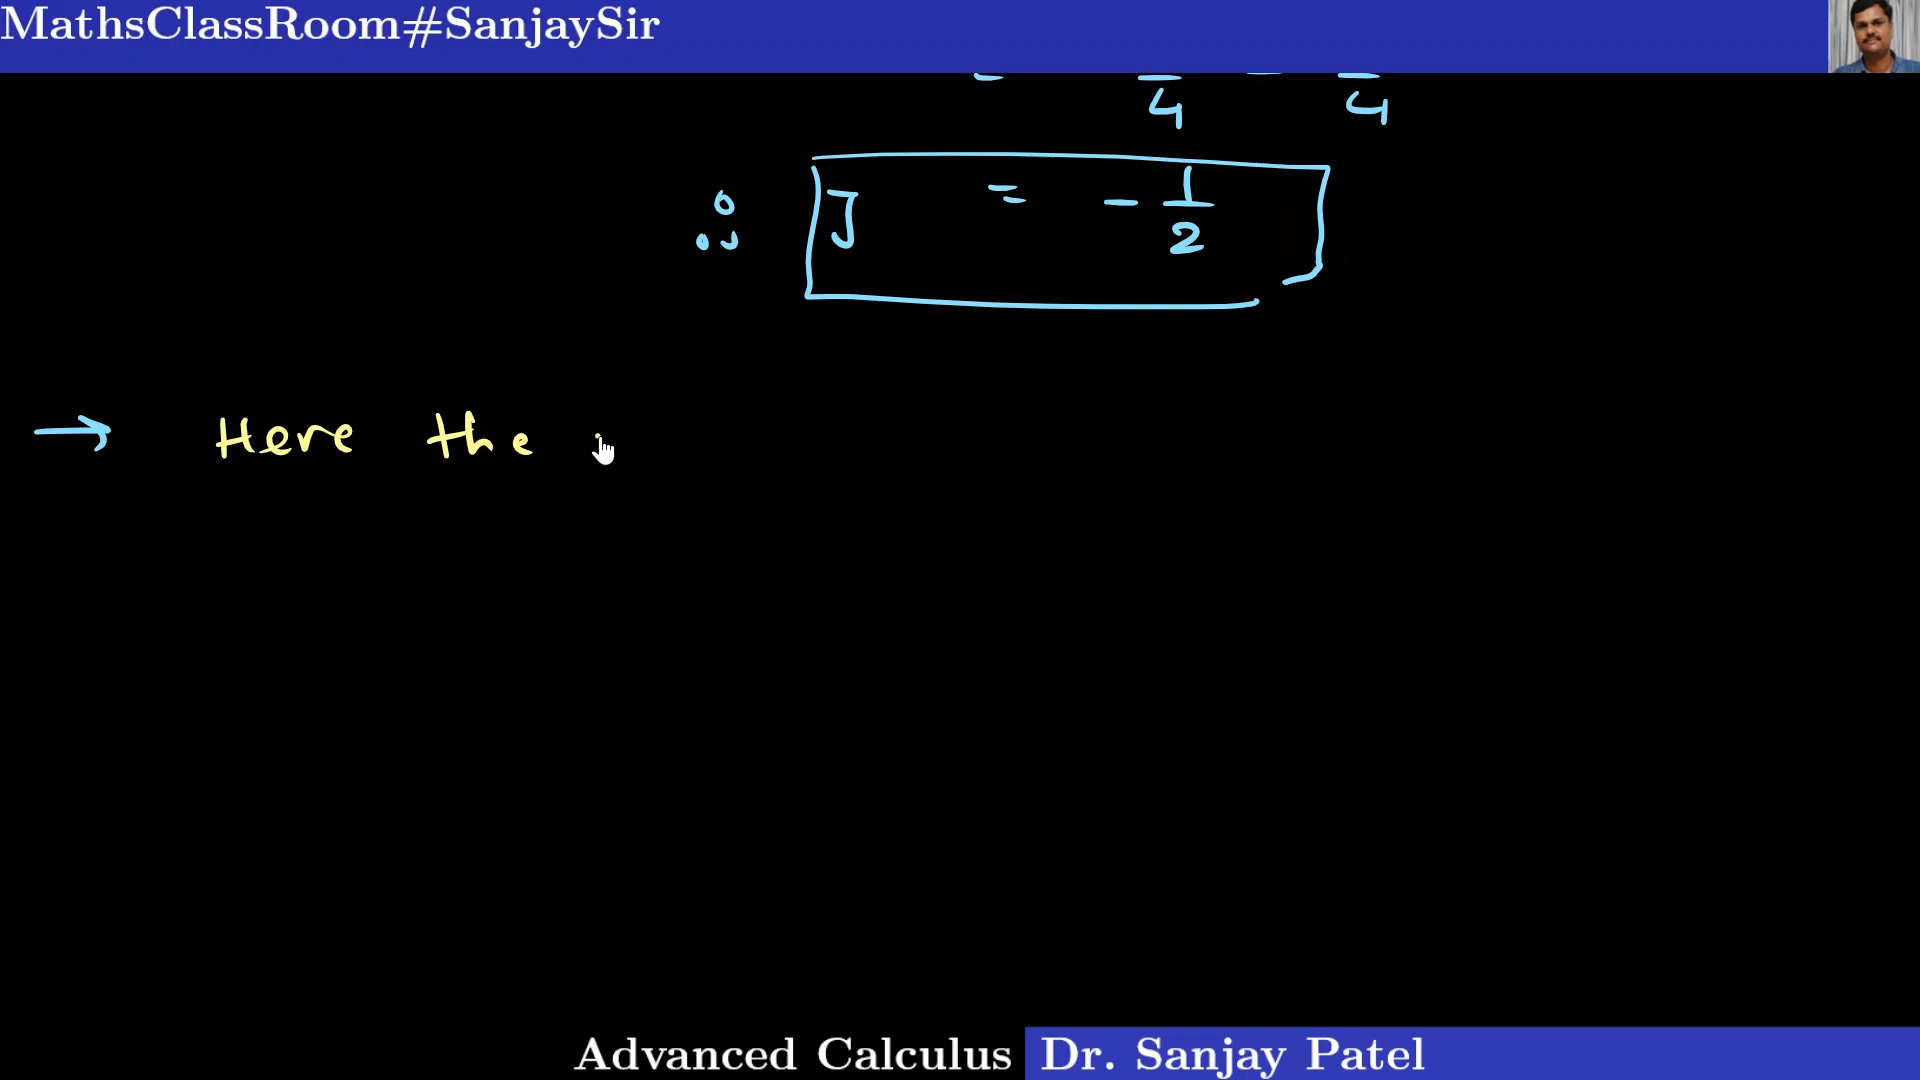 MathsClassRoom#SanjaySir
= 4 - 4
∴ J = - 1/2
→ Here the
Advanced Calculus Dr. Sanjay Patel